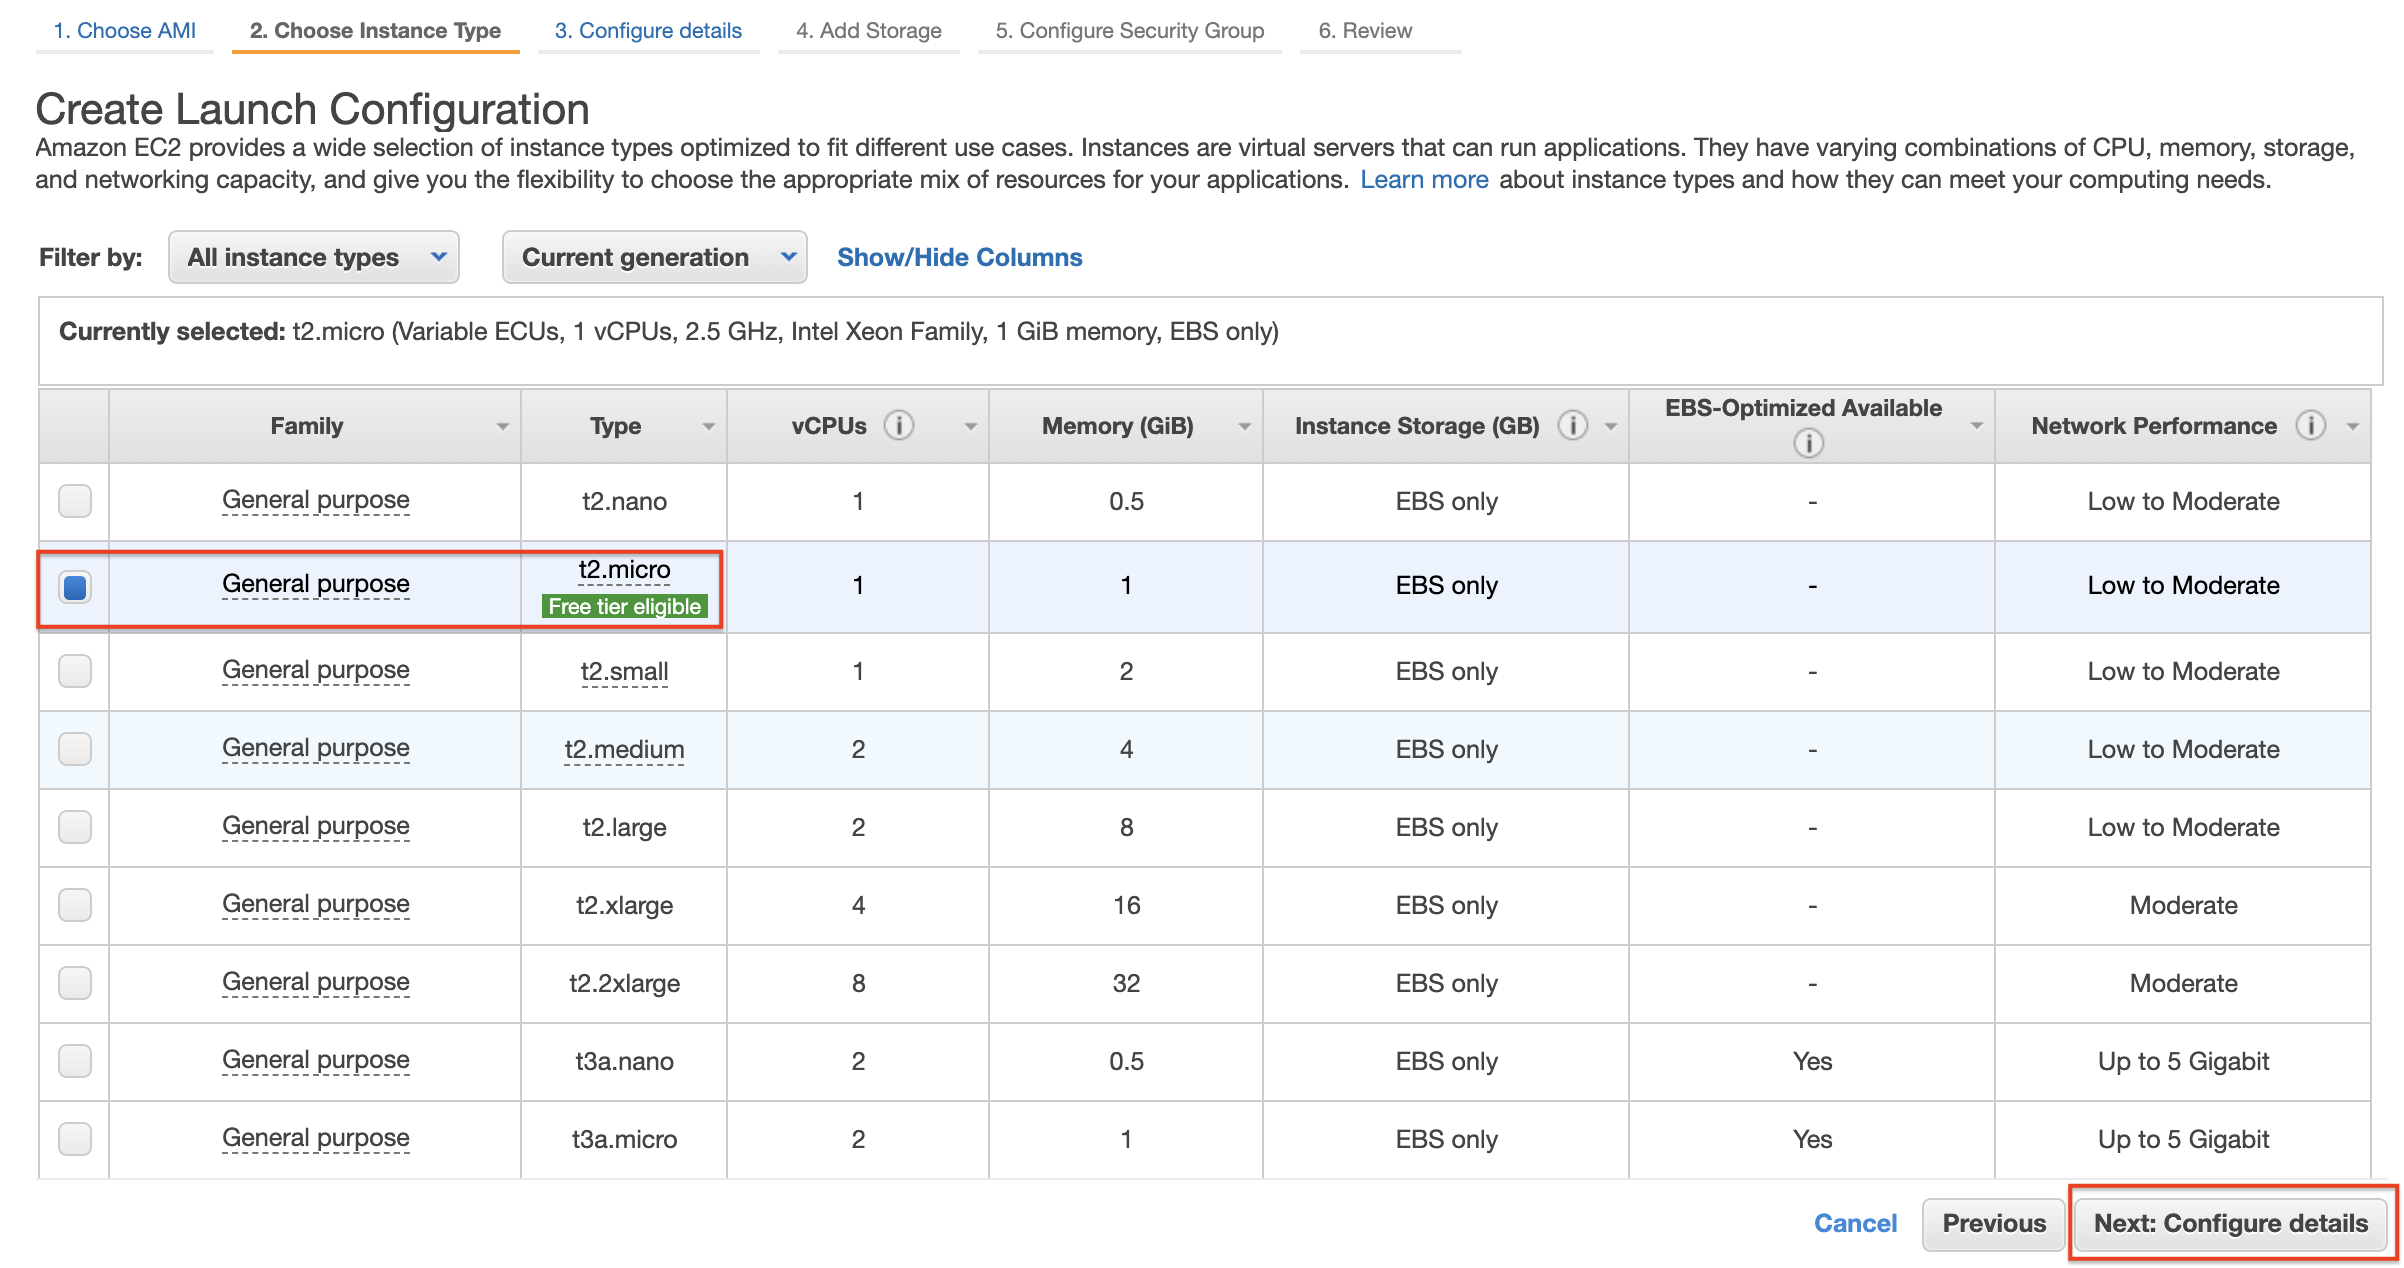 1. Choose AMI 2. Choose Instance Type 3. Configure details 4. Add Storage 5. Configure Security Group 6. Review
Create Launch Configuration
Amazon EC2 provides a wide selection of instance types optimized to fit different use cases. Instances are virtual servers that can run applications. They have varying combinations of CPU, memory, storage,
and networking capacity, and give you the flexibility to choose the appropriate mix of resources for your applications. Learn more about instance types and how they can meet your computing needs.
Filter by: All instance types Current generation Show/Hide Columns
Currently selected: t2.micro (Variable ECUs, 1 vCPUs, 2.5 GHz, Intel Xeon Family, 1 GiB memory, EBS only)
Family Type vCPUs i Memory (GiB) Instance Storage (GB) i EBS-Optimized Available i Network Performance i
General purpose t2.nano 1 0.5 EBS only - Low to Moderate
General purpose t2.micro Free tier eligible 1 1 EBS only - Low to Moderate
General purpose t2.small 1 2 EBS only - Low to Moderate
General purpose t2.medium 2 4 EBS only - Low to Moderate
General purpose t2.large 2 8 EBS only - Low to Moderate
General purpose t2.xlarge 4 16 EBS only - Moderate
General purpose t2.2xlarge 8 32 EBS only - Moderate
General purpose t3a.nano 2 0.5 EBS only Yes Up to 5 Gigabit
General purpose t3a.micro 2 1 EBS only Yes Up to 5 Gigabit
Cancel Previous Next: Configure details